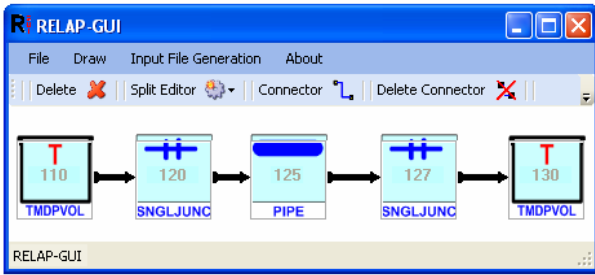 R RELAP-GUI
File Draw Input File Generation About
Delete Split Editor Connector Delete Connector
T T
110 120 125 127 130
TMDPVOL SNGLJUNC PIPE SNGLJUNC TMDPVOL
RELAP-GUI